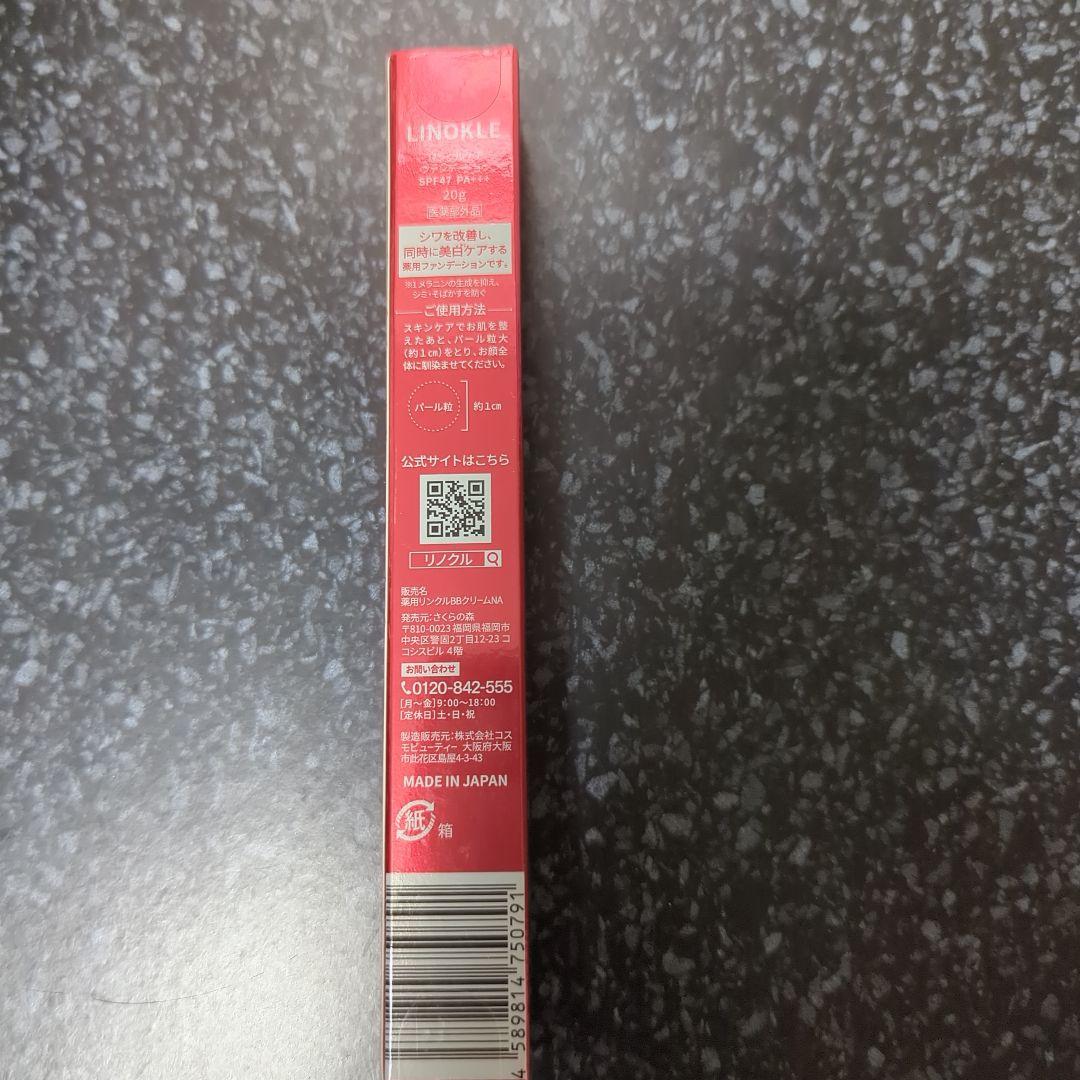 LINOKLE
SPF47 PA+++
20g
医薬部外品
シワを改善し、
同時に美白ケアする
薬用ファンデーションです。
※1メラニンの生成を抑え、
シミ・そばかすを防ぐ
ご使用方法
スキンケアでお肌を整
えたあと、パール粒大
(約1㎝)をとり、お顔全
体に馴染ませてください。
パール粒 約1㎝
公式サイトはこちら
リノクル
販売名
薬用リンクルBBクリームNA
発売元:さくらの森
〒810-0023 福岡県福岡市
中央区警固2丁目12-23 コ
コシスビル 4階
お問い合わせ
0120-842-555
[月〜金]9:00〜18:00
[定休日]土・日・祝
製造販売元:株式会社コス
モビューティー 大阪府大阪
市此花区島屋4-3-43
MADE IN JAPAN
紙 箱
4 589814 750791